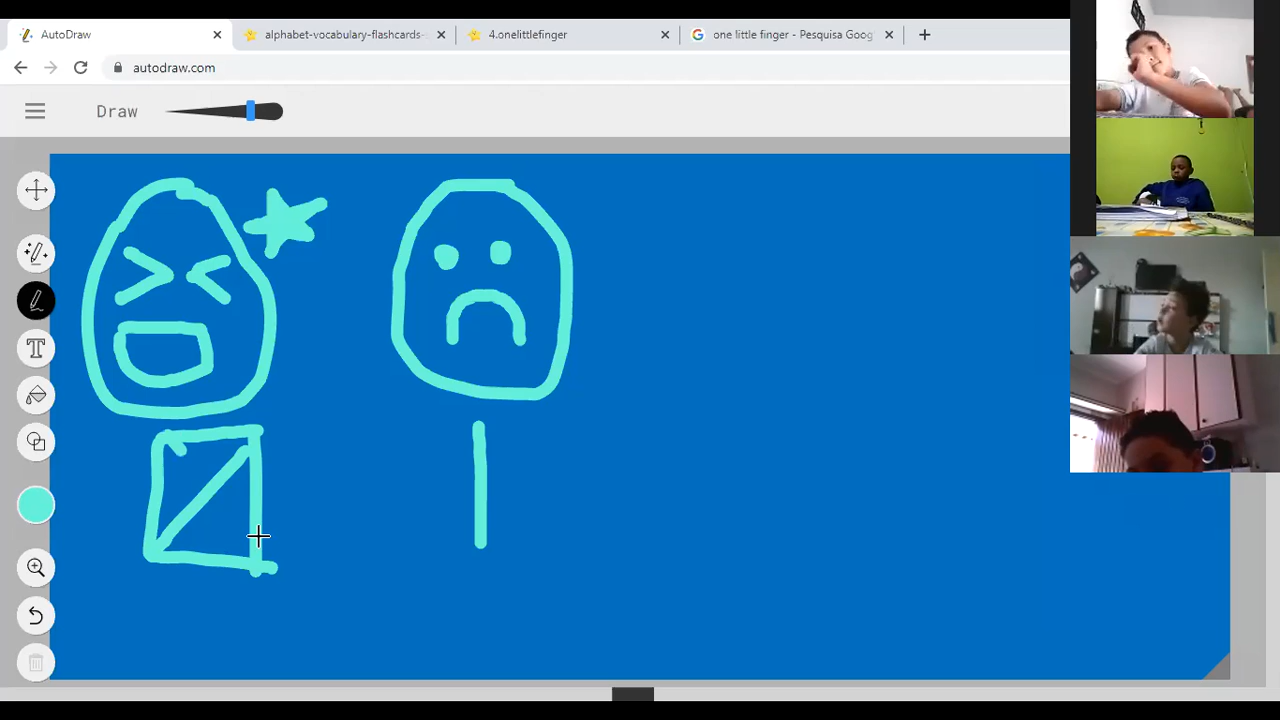 AutoDraw
alphabet-vocabulary-flashcards-
4.onelittlefinger
one little finger - Pesquisa Goog
autodraw.com
Draw